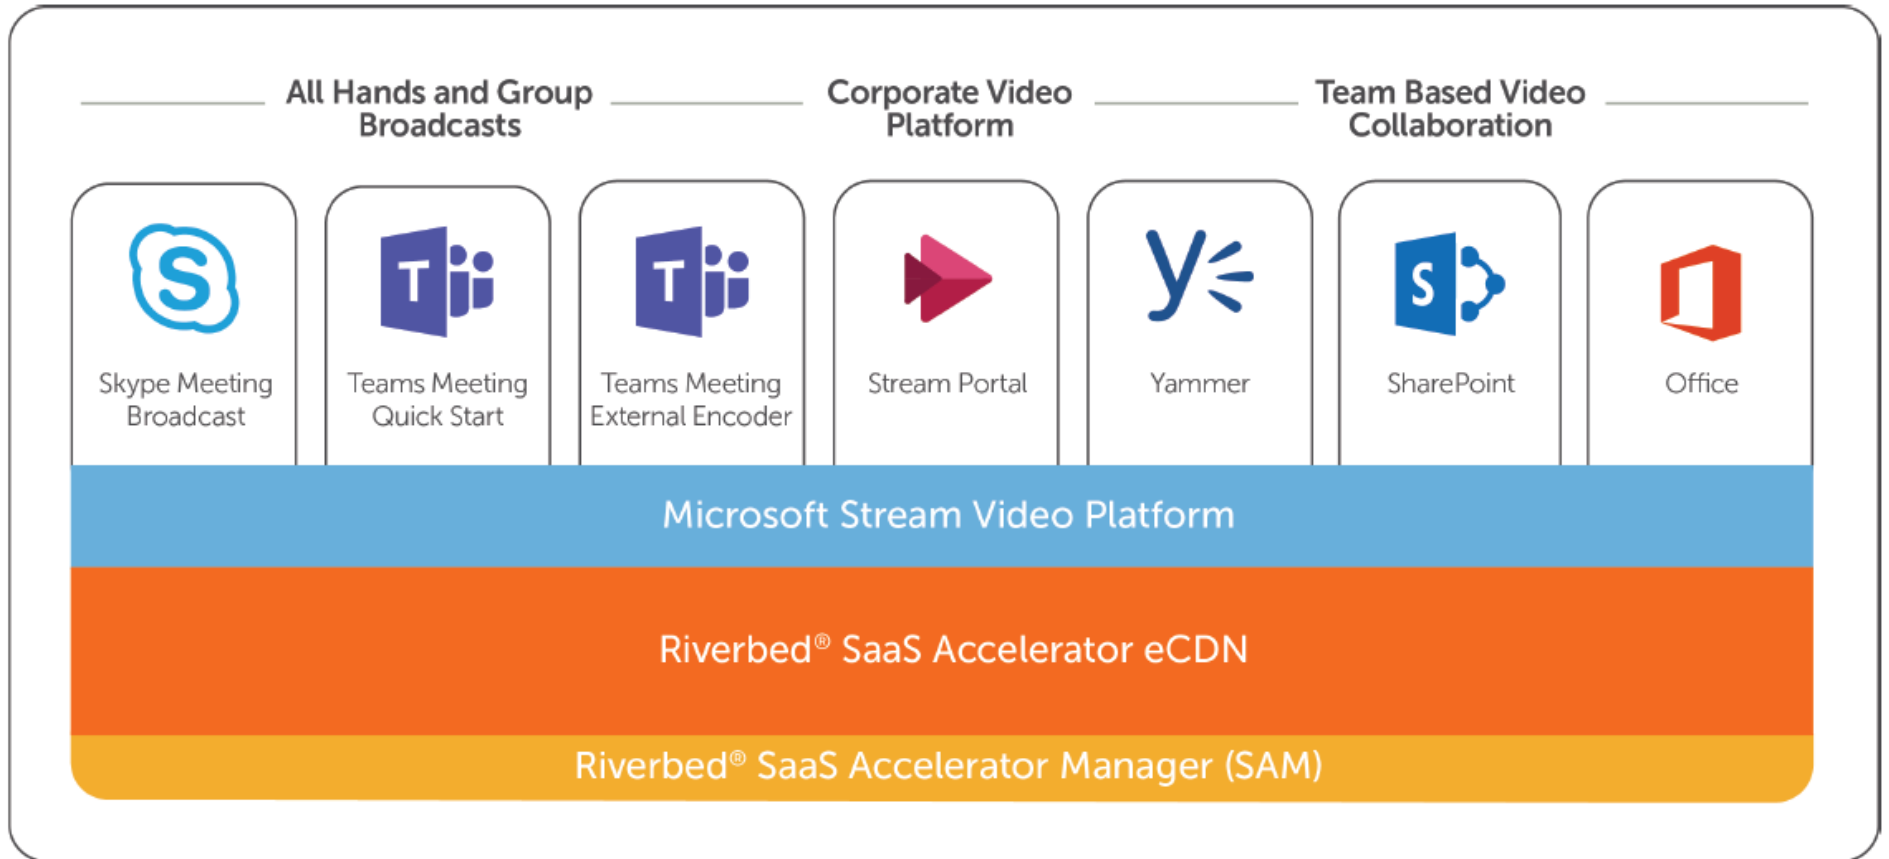 All Hands and Group
Broadcasts
Corporate Video
Platform
Team Based Video
Collaboration
S
Skype Meeting
Broadcast
T
Teams Meeting
Quick Start
T
Teams Meeting
External Encoder
Stream Portal
y
Yammer
S
SharePoint
Office
Microsoft Stream Video Platform
Riverbed® SaaS Accelerator eCDN
Riverbed® SaaS Accelerator Manager (SAM)